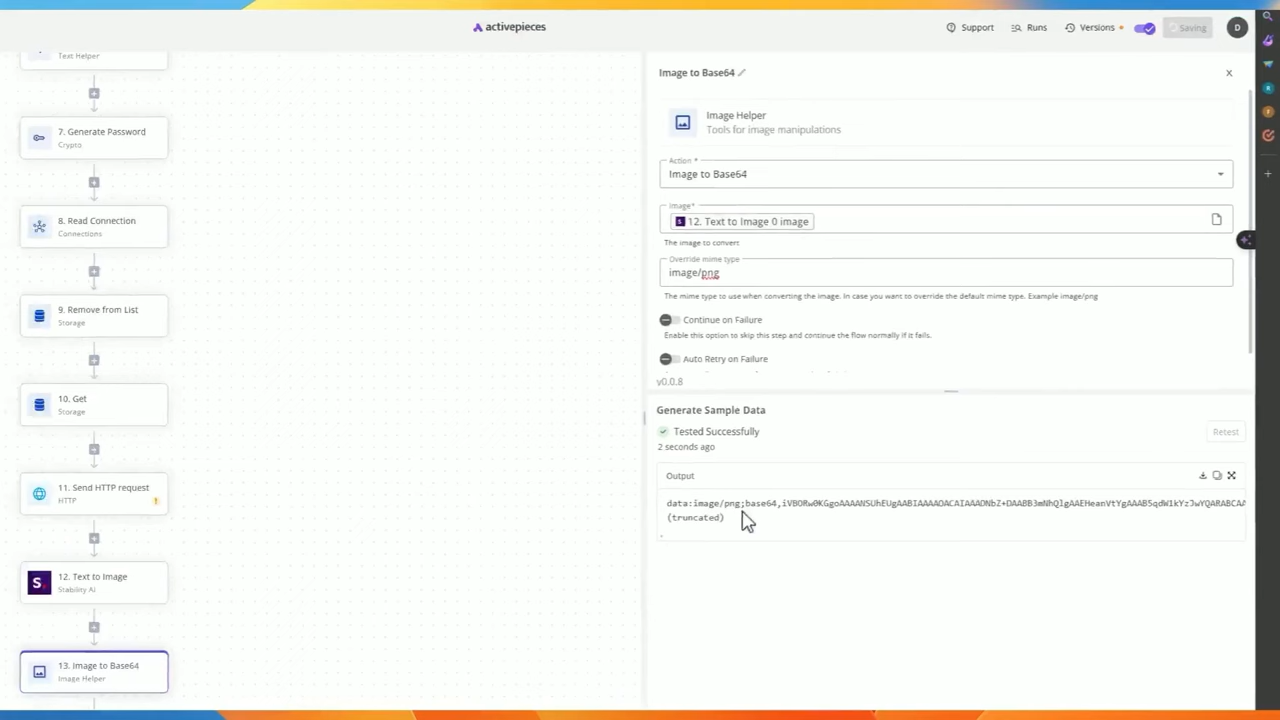 activepieces
Support
Runs
Versions
Saving
D
Text Helper
7. Generate Password
Crypto
8. Read Connection
Connections
9. Remove from List
Storage
10. Get
Storage
11. Send HTTP request
HTTP
12. Text to Image
Stability AI
13. Image to Base64
Image Helper
Image to Base64
X
Image Helper
Tools for image manipulations
Action *
Image to Base64
Image*
12. Text to Image 0 image
The image to convert
Override mime type
image/png
The mime type to use when converting the image. In case you want to override the default mime type. Example image/png
Continue on Failure
Enable this option to skip this step and continue the flow normally if it fails.
Auto Retry on Failure
v0.0.8
Generate Sample Data
Tested Successfully
2 seconds ago
Retest
Output
data:image/png;base64,
(truncated)